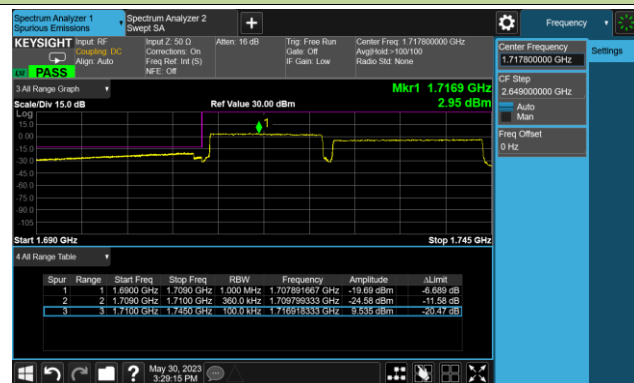 Spectrum Analyzer 1
Spurious Emissions
Spectrum Analyzer 2
Swept SA
Frequency
KEYSIGHT
Input: RF
Coupling: DC
Align: Auto
Input Z: 50 Ω
Corrections: On
Freq Ref: Int (S)
NFE: Off
Atten: 16 dB
Trig: Free Run
Gate: Off
IF Gain: Low
Center Freq: 1.717800000 GHz
Avg|Hold:>100/100
Radio Std: None
PASS
Center Frequency
1.717800000 GHz
Settings
CF Step
2.649000000 GHz
Auto
Man
Freq Offset
0 Hz
3 All Range Graph
Mkr1 1.7169 GHz
Scale/Div 15.0 dB
Ref Value 30.00 dBm
2.95 dBm
Log
15.0
0.00
-15.0
-30.0
-45.0
-60.0
-75.0
-90.0
-105
1
Start 1.690 GHz
Stop 1.745 GHz
4 All Range Table
Spur Range Start Freq Stop Freq RBW Frequency Amplitude ΔLimit
1 1 1.6900 GHz 1.7090 GHz 1.000 MHz 1.707891667 GHz -19.69 dBm -6.689 dB
2 2 1.7090 GHz 1.7100 GHz 360.0 kHz 1.709799333 GHz -24.58 dBm -11.58 dB
3 3 1.7100 GHz 1.7450 GHz 100.0 kHz 1.716918333 GHz 9.535 dBm -20.47 dB
May 30, 2023
3:29:15 PM